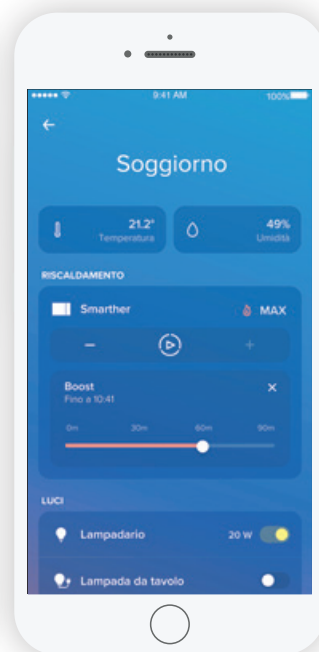 9:41 AM 100%
Soggiorno
21.2°
Temperatura
49%
Umidità
RISCALDAMENTO
Smarther MAX
Boost
Fino a 10:41
0m 30m 60m 90m
LUCI
Lampadario 20 W
Lampada da tavolo